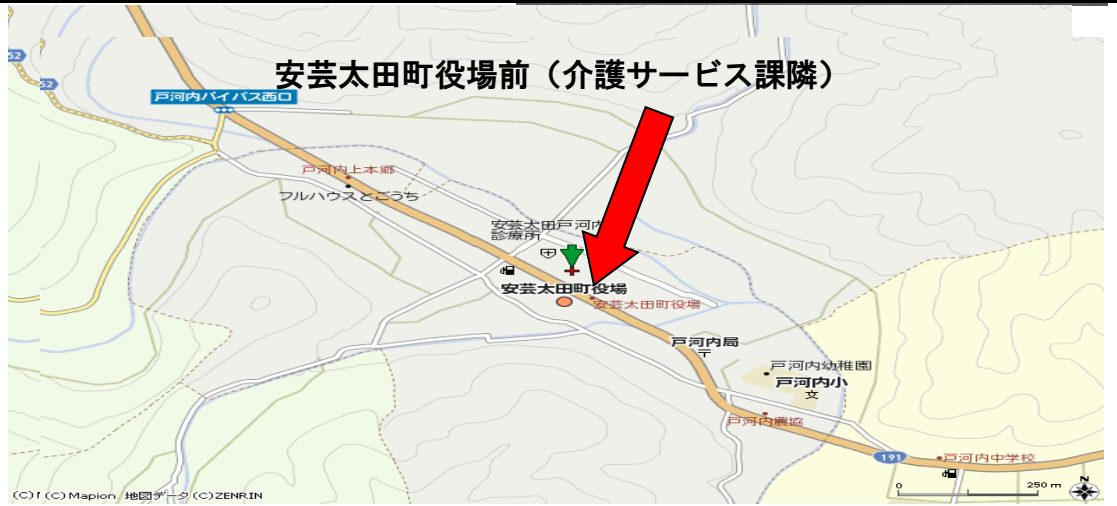 安芸太田町役場前（介護サービス課隣）
52
52
戸河内バイパス西口
戸河内上本郷
フルハウスとごうち
安芸太田戸河内
診療所
安芸太田町役場
安芸太田町役場
戸河内局
〒
戸河内幼稚園
戸河内小
文
戸河内農協
191
戸河内中学校
0
250 m
N
(C) (C) Mapion 地図データ (C)ZENRIN